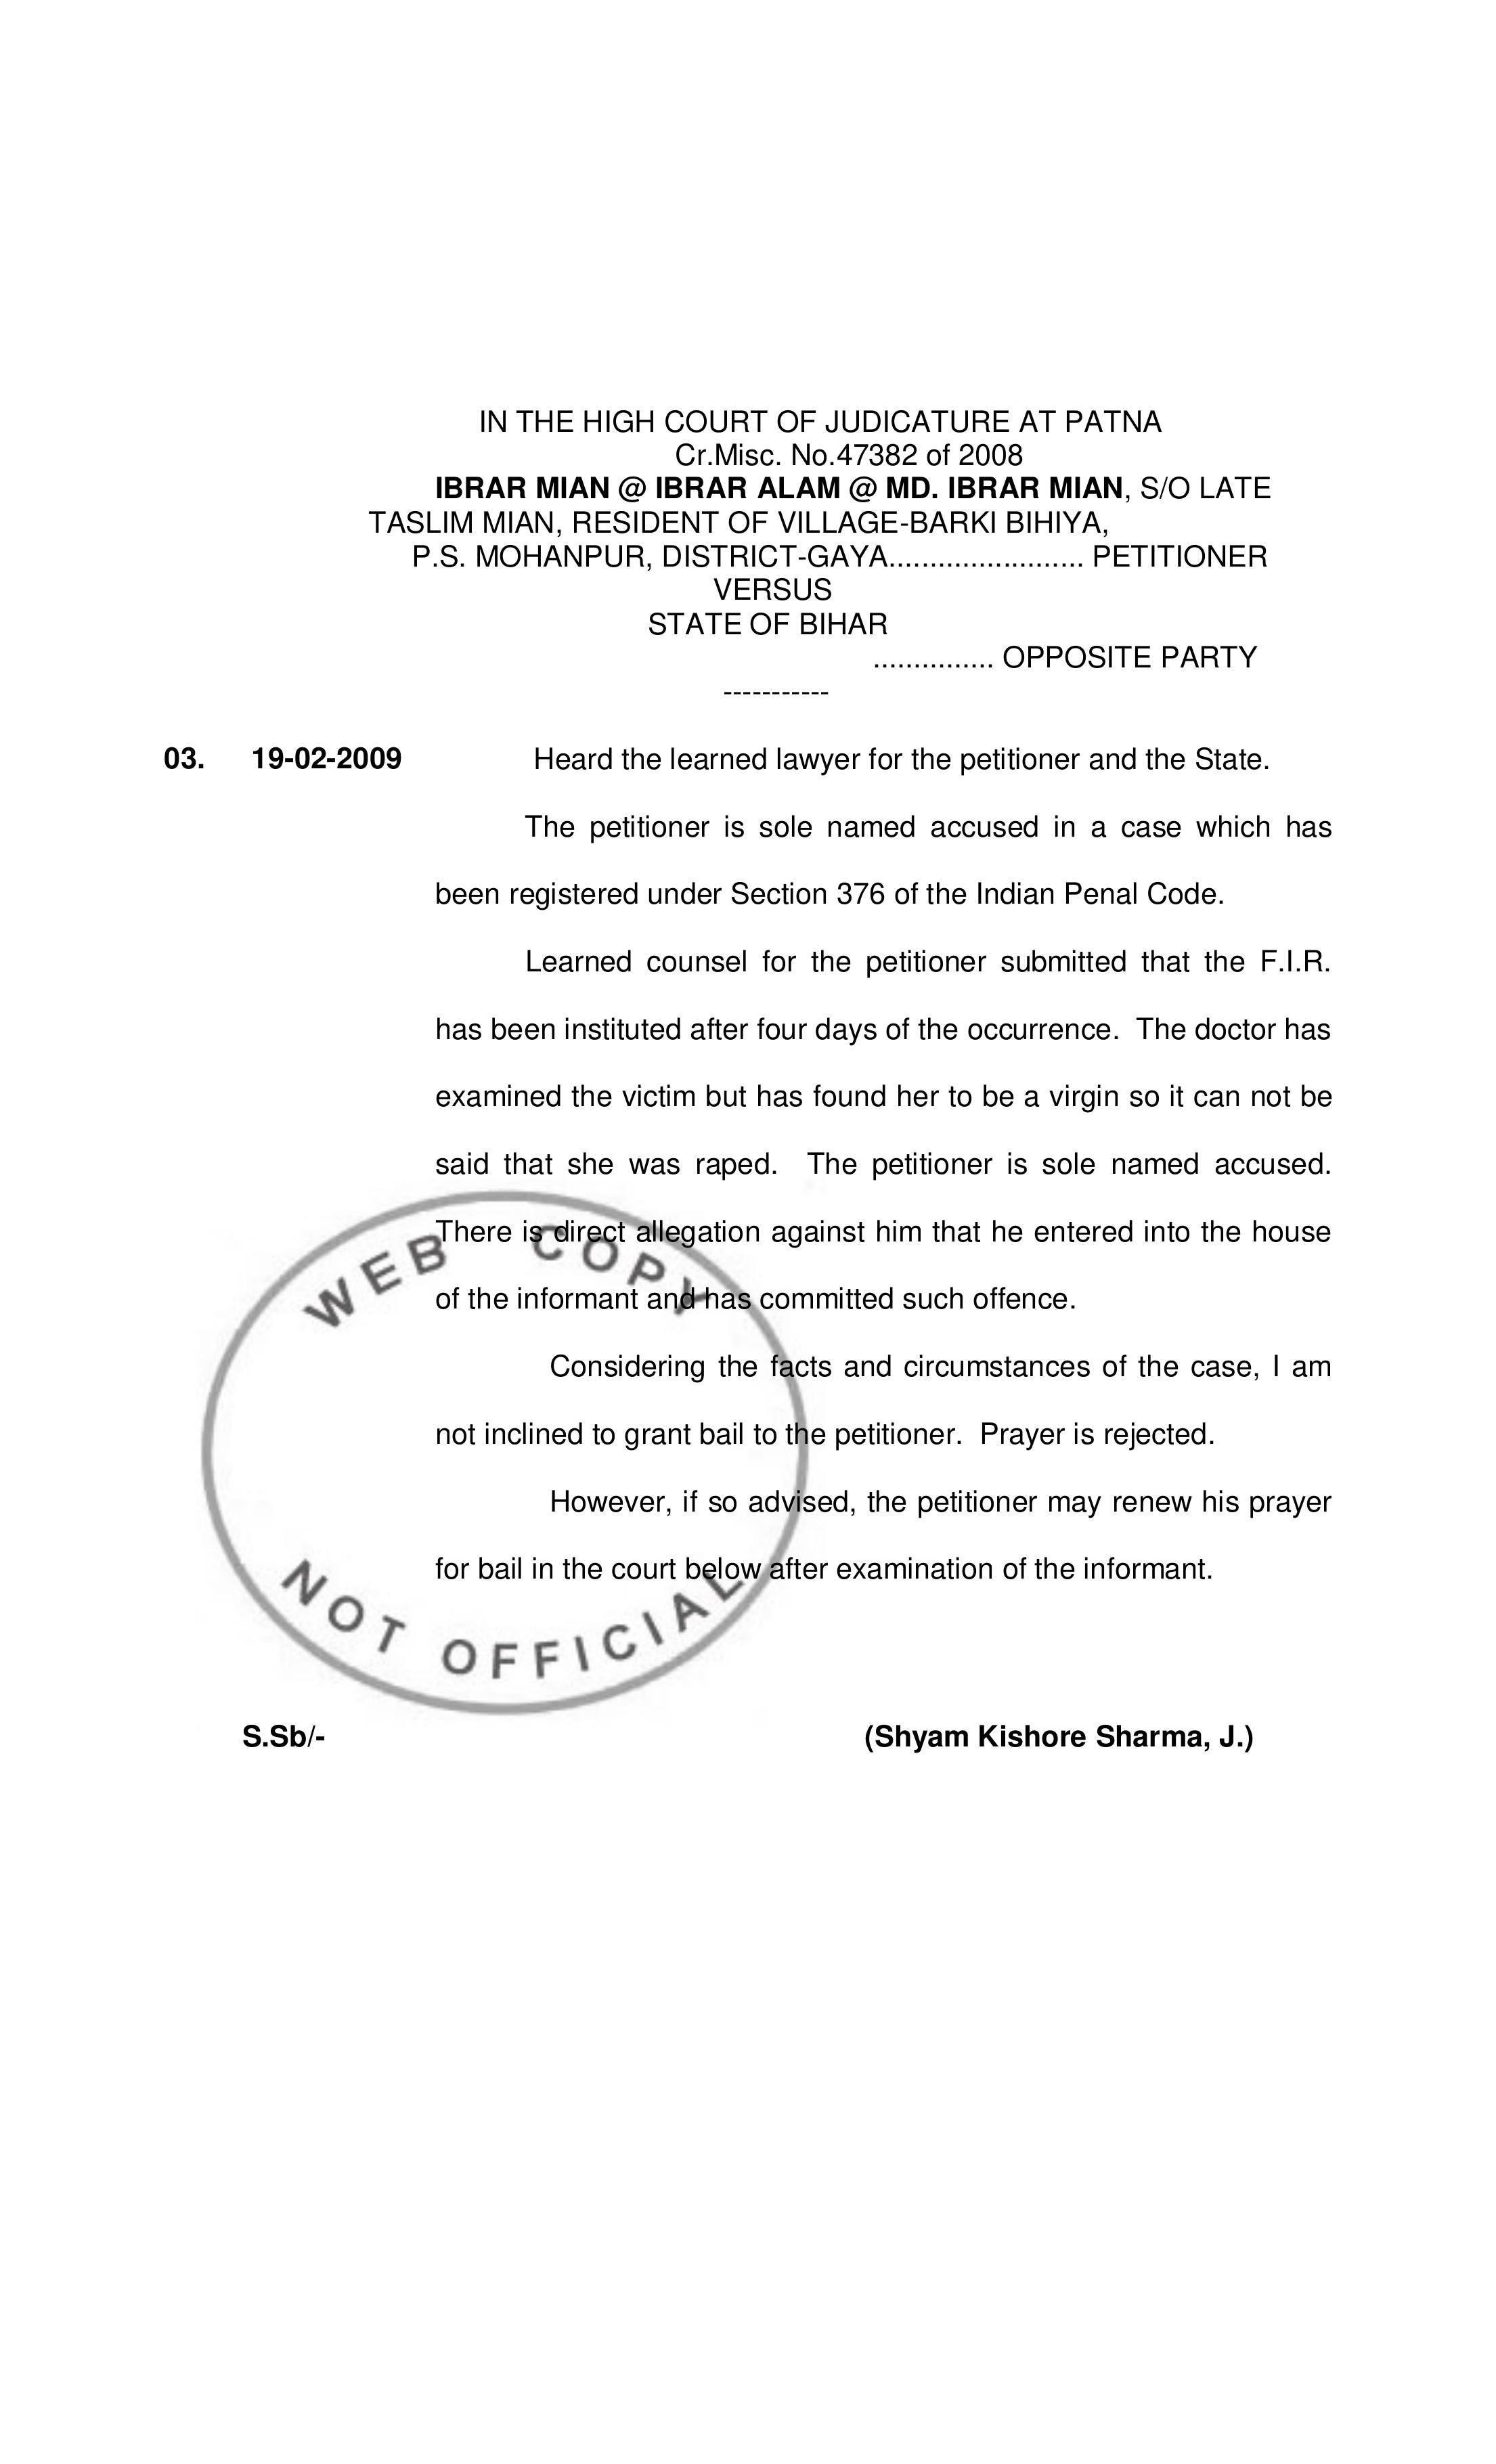 IN THE HIGH COURT OF JUDICATURE AT PATNA
Cr.Misc. No.47382 of 2008
IBRAR MIAN @ IBRAR ALAM @ MD. IBRAR MIAN, S/O LATE
TASLIM MIAN, RESIDENT OF VILLAGE-BARKI BIHIYA,
P.S. MOHANPUR, DISTRICT-GAYA........................ PETITIONER
VERSUS
STATE OF BIHAR
............... OPPOSITE PARTY
-----------
03. 19-02-2009 Heard the learned lawyer for the petitioner and the State.
The petitioner is sole named accused in a case which has
been registered under Section 376 of the Indian Penal Code.
Learned counsel for the petitioner submitted that the F.I.R.
has been instituted after four days of the occurrence. The doctor has
examined the victim but has found her to be a virgin so it can not be
said that she was raped. The petitioner is sole named accused.
There is direct allegation against him that he entered into the house
of the informant and has committed such offence.
Considering the facts and circumstances of the case, I am
not inclined to grant bail to the petitioner. Prayer is rejected.
However, if so advised, the petitioner may renew his prayer
for bail in the court below after examination of the informant.
WEB COPY
NOT OFFICIAL
S.Sb/- (Shyam Kishore Sharma, J.)